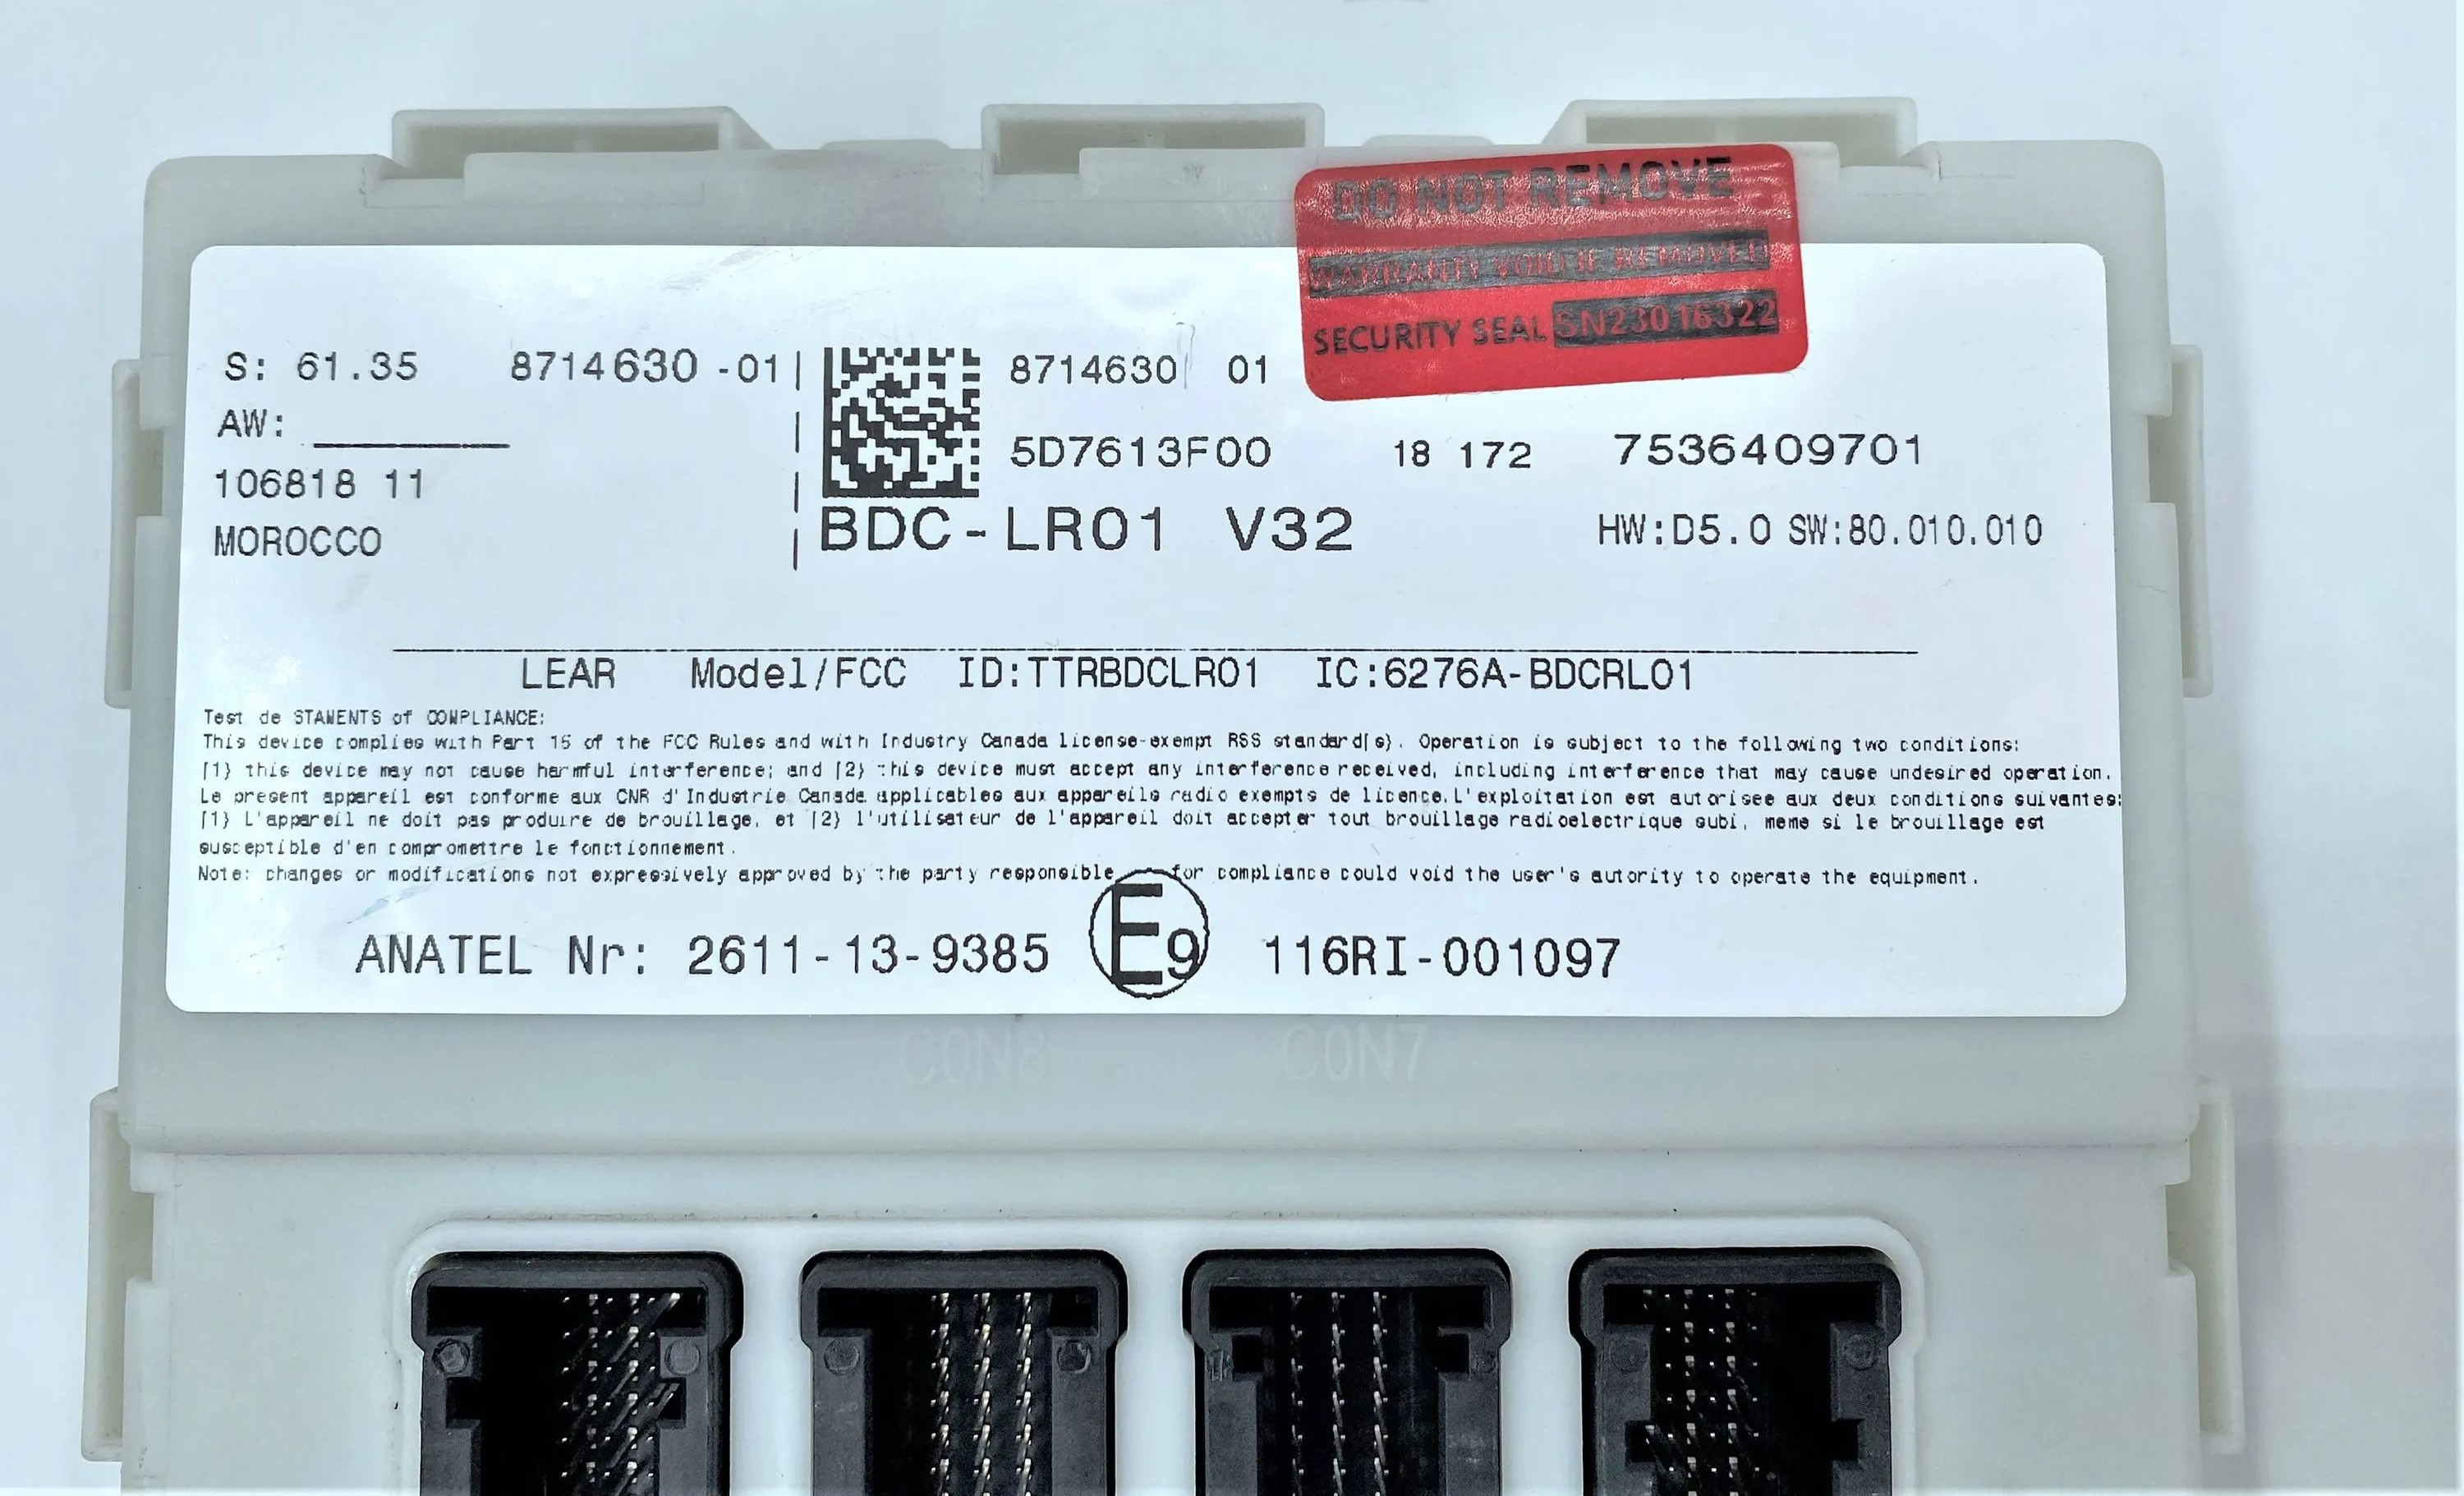 DO NOT REMOVE
WARRANTY VOID IF REMOVED
SECURITY SEAL SN23016322
S: 61.35 8714630 -01
AW:
106818 11
MOROCCO
8714630 01
5D7613F00 18 172 7536409701
BDC-LR01 V32 HW:D5.0 SW:80.010.010
LEAR Model/FCC ID:TTRBDCLR01 IC:6276A-BDCRL01
Test de STAMENTS of COMPLIANCE:
This device complies with Part 15 of the FCC Rules and with Industry Canada license-exempt RSS standard(s). Operation is subject to the following two conditions:
(1) this device may not cause harmful interference; and (2) this device must accept any interference received, including interference that may cause undesired operation.
Le present appareil est conforme aux CNR d'Industrie Canada applicables aux appareils radio exempts de licence.L'exploitation est autorisee aux deux conditions suivantes:
(1) L'appareil ne doit pas produire de brouillage, et (2) l'utilisateur de l'appareil doit accepter tout brouillage radioelectrique subi, meme si le brouillage est
susceptible d'en compromettre le fonctionnement.
Note: changes or modifications not expressively approved by the party responsible for compliance could void the user's autority to operate the equipment.
ANATEL Nr: 2611-13-9385 E9 116RI-001097
CON8 CON7